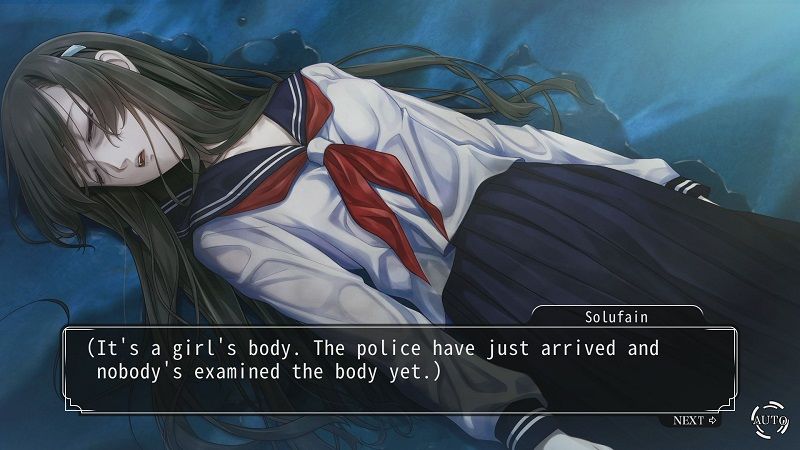 Solufain
(It's a girl's body. The police have just arrived and
nobody's examined the body yet.)
NEXT ⇨
AUTO